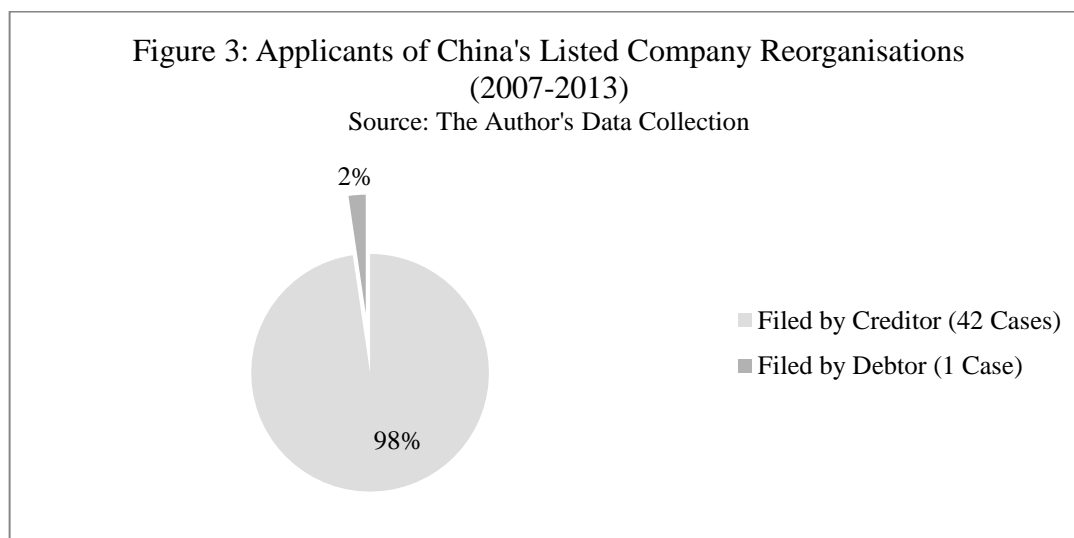 Figure 3: Applicants of China's Listed Company Reorganisations
(2007-2013)
Source: The Author's Data Collection
2%
Filed by Creditor (42 Cases)
Filed by Debtor (1 Case)
98%